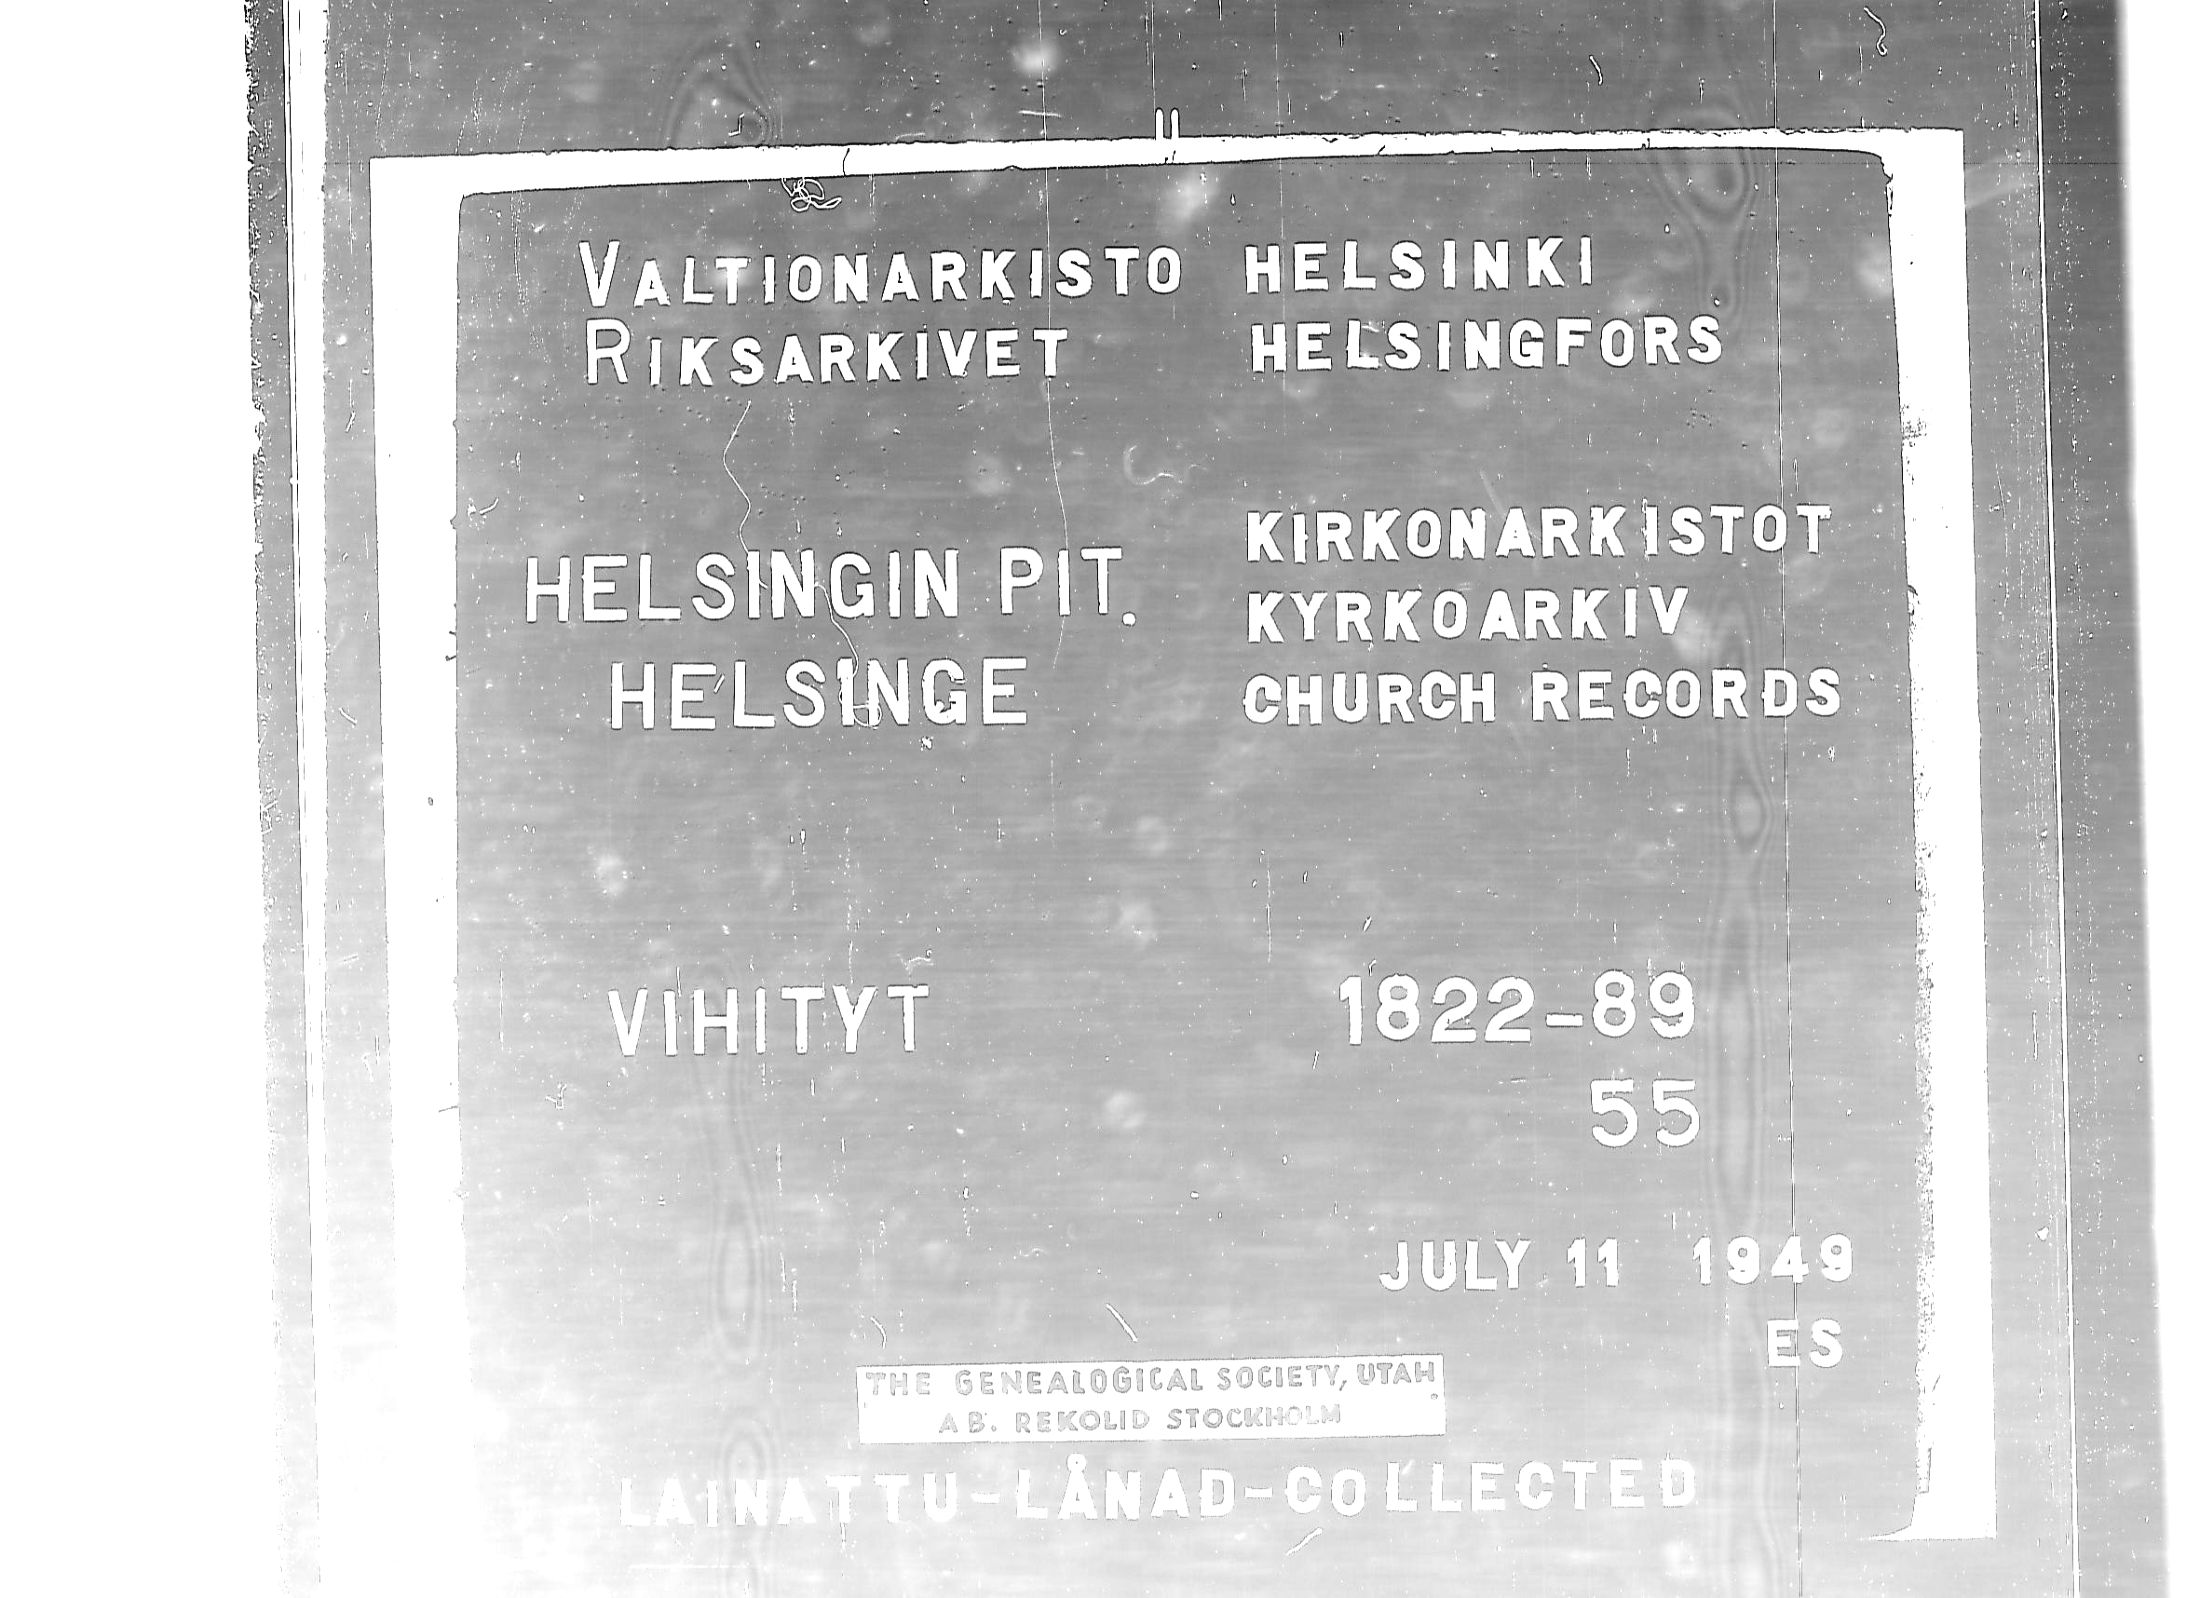 VALTIONARKISTO HELSINKI
RIKSARKIVET HELSINGFORS
HELSINGIN PIT.
HELSINGE
KIRKONARKISTOT
KYRKOARKIV
CHURCH RECORDS
VIHITYT 1822-89
55
JULY 11 1949
ES
THE GENEALOGICAL SOCIETY, UTAH
AB. REKOLID STOCKHOLM
LAINATTU-LÅNAD-COLLECTED